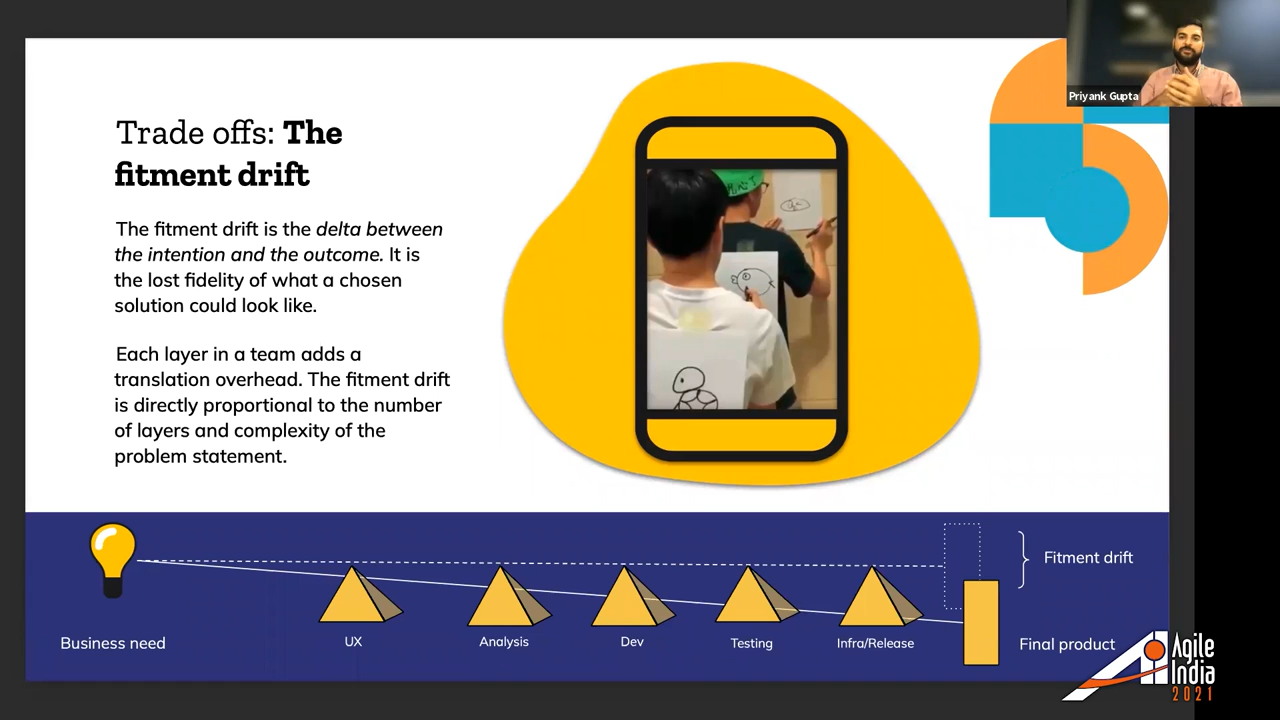 Priyank Gupta
Trade offs: The
fitment drift
The fitment drift is the delta between
the intention and the outcome. It is
the lost fidelity of what a chosen
solution could look like.
Each layer in a team adds a
translation overhead. The fitment drift
is directly proportional to the number
of layers and complexity of the
problem statement.
Business need
UX
Analysis
Dev
Testing
Infra/Release
Fitment drift
Final product
Agile
India
2021